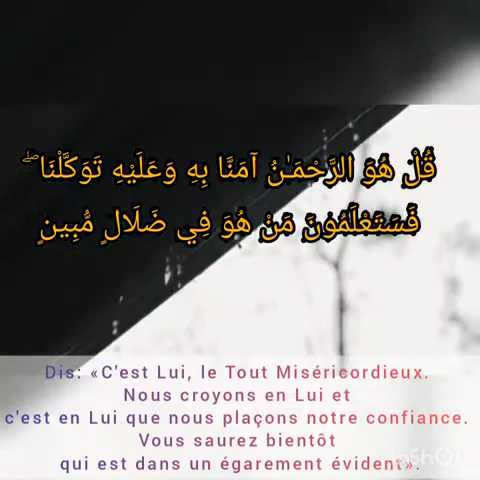 قُلْ هُوَ الرَّحْمَـٰنُ آمَنَّا بِهِ وَعَلَيْهِ تَوَكَّلْنَا ۖ
فَسَتَعْلَمُونَ مَنْ هُوَ فِي ضَلَالٍ مُّبِينٍ
Dis: «C'est Lui, le Tout Miséricordieux.
Nous croyons en Lui et
c'est en Lui que nous plaçons notre confiance.
Vous saurez bientôt
qui est dans un égarement évident».